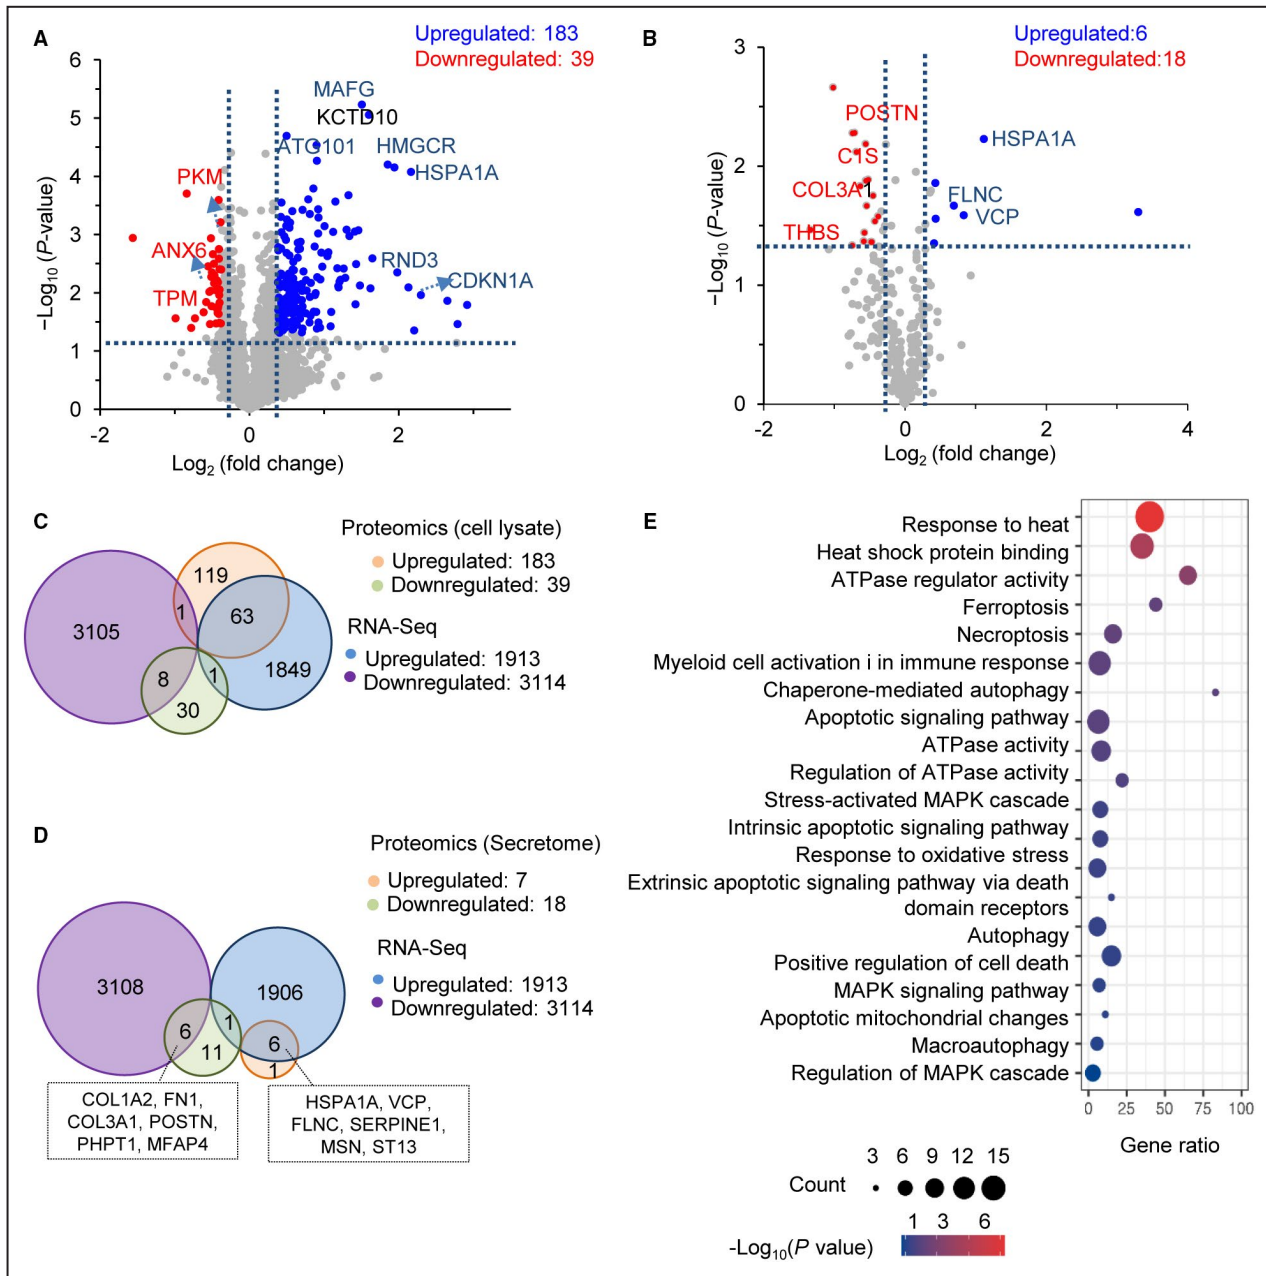 A
Upregulated: 183
Downregulated: 39
6
5
4
3
2
1
0
-2
0
2
−Log10 (P-value)
Log2 (fold change)
MAFG
KCTD10
ATG101
HMGCR
HSPA1A
PKM
ANX6
TPM
RND3
CDKN1A
B
Upregulated:6
Downregulated:18
3
2
1
0
-2
0
2
4
−Log10 (P-value)
Log2 (fold change)
POSTN
C1S
COL3A1
THBS
HSPA1A
FLNC
VCP
C
Proteomics (cell lysate)
Upregulated: 183
Downregulated: 39
RNA-Seq
Upregulated: 1913
Downregulated: 3114
119
1
63
3105
1849
8
1
30
D
Proteomics (Secretome)
Upregulated: 7
Downregulated: 18
RNA-Seq
Upregulated: 1913
Downregulated: 3114
3108
1906
6
1
11
6
1
COL1A2, FN1,
COL3A1, POSTN,
PHPT1, MFAP4
HSPA1A, VCP,
FLNC, SERPINE1,
MSN, ST13
E
Response to heat
Heat shock protein binding
ATPase regulator activity
Ferroptosis
Necroptosis
Myeloid cell activation i in immune response
Chaperone-mediated autophagy
Apoptotic signaling pathway
ATPase activity
Regulation of ATPase activity
Stress-activated MAPK cascade
Intrinsic apoptotic signaling pathway
Response to oxidative stress
Extrinsic apoptotic signaling pathway via death
domain receptors
Autophagy
Positive regulation of cell death
MAPK signaling pathway
Apoptotic mitochondrial changes
Macroautophagy
Regulation of MAPK cascade
0 25 50 75 100
Gene ratio
3 6 9 12 15
Count
1 3 6
-Log10(P value)